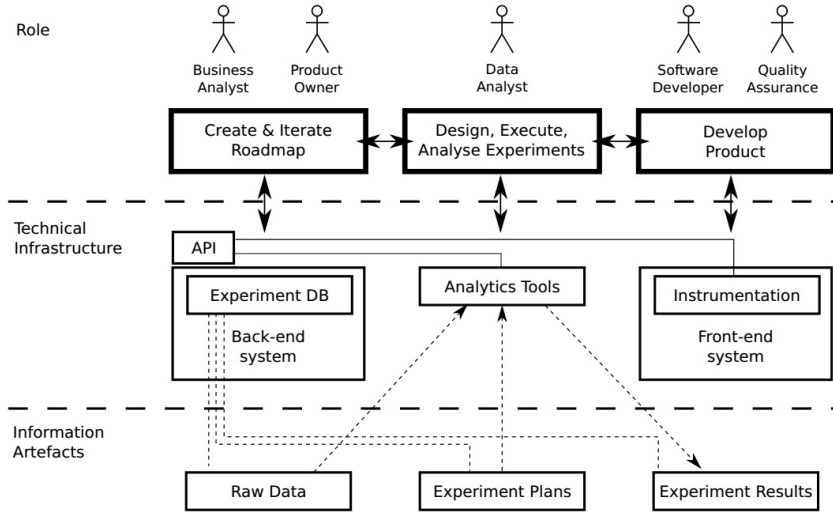 Role
Business
Analyst
Product
Owner
Data
Analyst
Software
Developer
Quality
Assurance
Create & Iterate
Roadmap
Design, Execute,
Analyse Experiments
Develop
Product
Technical
Infrastructure
API
Experiment DB
Back-end
system
Analytics Tools
Instrumentation
Front-end
system
Information
Artefacts
Raw Data
Experiment Plans
Experiment Results